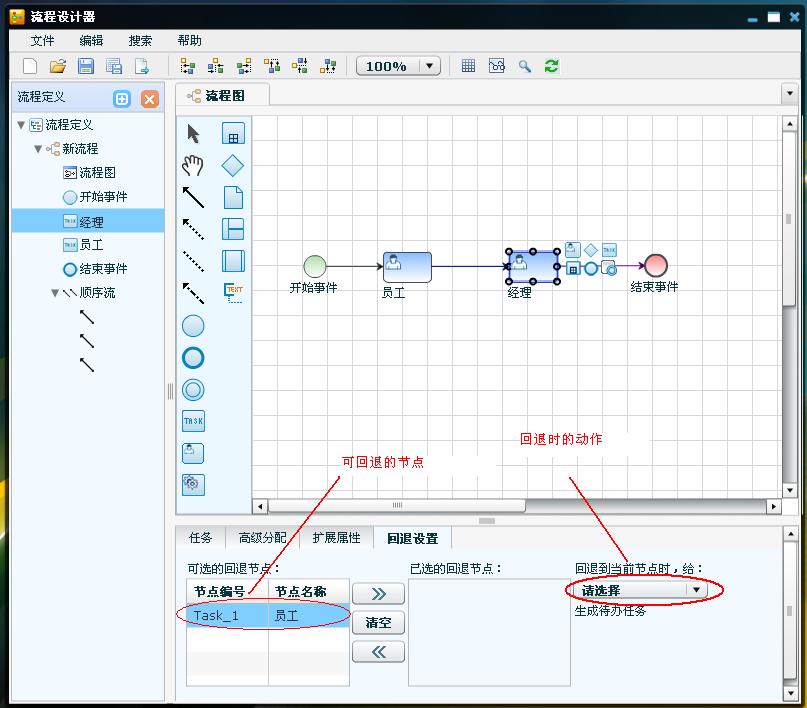 流程设计器
文件 编辑 搜索 帮助
100%
流程定义
流程图
流程定义
新流程
流程图
开始事件
经理
员工
结束事件
顺序流
TEXT
TASK
开始事件
员工
经理
结束事件
TASK
TASK
TASK
可回退的节点
回退时的动作
任务 高级分配 扩展属性 回退设置
可选的回退节点：
已选的回退节点：
回退到当前节点时，给：
节点编号 节点名称
Task_1 员工
清空
请选择
生成待办任务